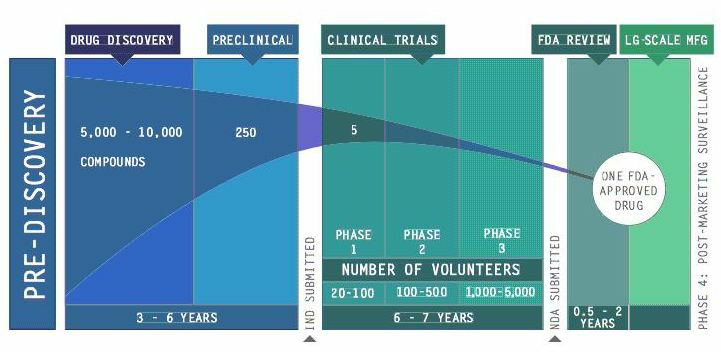 DRUG DISCOVERY
PRECLINICAL
CLINICAL TRIALS
FDA REVIEW
LG-SCALE MFG
PRE-DISCOVERY
5,000 - 10,000
COMPOUNDS
250
5
ONE FDA-
APPROVED
DRUG
PHASE
1
PHASE
2
PHASE
3
NUMBER OF VOLUNTEERS
20-100
100-500
1,000-5,000
3 - 6 YEARS
IND SUBMITTED
6 - 7 YEARS
NDA SUBMITTED
0.5 - 2
YEARS
PHASE 4: POST-MARKETING SURVEILLANCE